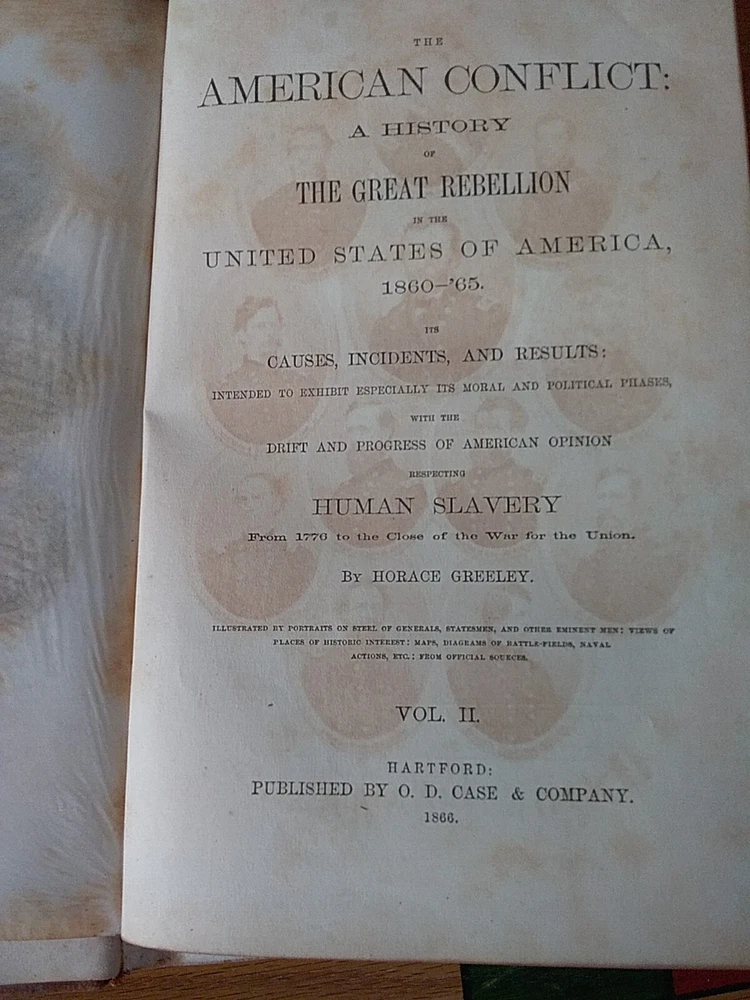 THE
AMERICAN CONFLICT:
A HISTORY
OF
THE GREAT REBELLION
IN THE
UNITED STATES OF AMERICA,
1860–'65.
ITS
CAUSES, INCIDENTS, AND RESULTS:
INTENDED TO EXHIBIT ESPECIALLY ITS MORAL AND POLITICAL PHASES,
WITH THE
DRIFT AND PROGRESS OF AMERICAN OPINION
RESPECTING
HUMAN SLAVERY
From 1776 to the Close of the War for the Union.
By HORACE GREELEY.
ILLUSTRATED BY PORTRAITS ON STEEL OF GENERALS, STATESMEN, AND OTHER EMINENT MEN: VIEWS OF
PLACES OF HISTORIC INTEREST: MAPS, DIAGRAMS OF BATTLE-FIELDS, NAVAL
ACTIONS, ETC.: FROM OFFICIAL SOURCES.
VOL. II.
HARTFORD:
PUBLISHED BY O. D. CASE & COMPANY.
1866.